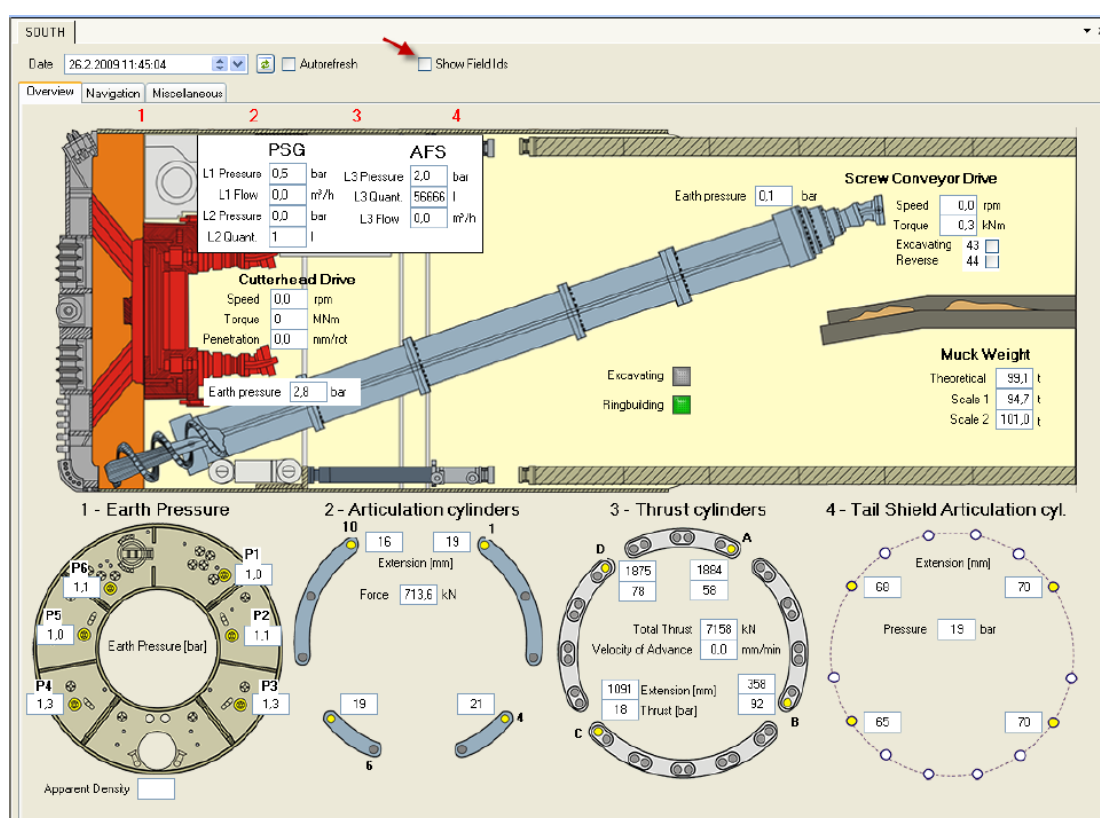 SOUTH
Date 26.2.2009 11:45:04 Autorefresh Show Field Ids
Overview Navigation Miscellaneous
1 2 3 4
PSG AFS
L1 Pressure 0,5 bar L3 Pressure 2,0 bar
L1 Flow 0,0 m³/h L3 Quant. 56666 l
L2 Pressure 0,0 bar L3 Flow 0,0 m³/h
L2 Quant. 1 l
Earth pressure 0,1 bar
Screw Conveyor Drive
Speed 0,0 rpm
Torque 0,3 kNm
Excavating 43
Reverse 44
Cutterhead Drive
Speed 0,0 rpm
Torque 0 MNm
Penetration 0,0 mm/rot
Earth pressure 2,8 bar
Excavating
Ringbuilding
Muck Weight
Theoretical 99,1 t
Scale 1 94,7 t
Scale 2 101,0 t
1 - Earth Pressure
P1
1,0
P6
1,1
P5
1,0
P2
1,1
Earth Pressure [bar]
P4
1,3
P3
1,3
Apparent Density
2 - Articulation cylinders
10 16 19 1
Extension [mm]
Force 713,6 kN
19 21
4
6
3 - Thrust cylinders
A
D
1875 1884
78 58
Total Thrust 7158 kN
Velocity of Advance 0.0 mm/min
1091 Extension [mm] 358
18 Thrust [bar] 92
C B
4 - Tail Shield Articulation cyl.
Extension [mm]
68 70
Pressure 19 bar
65 70